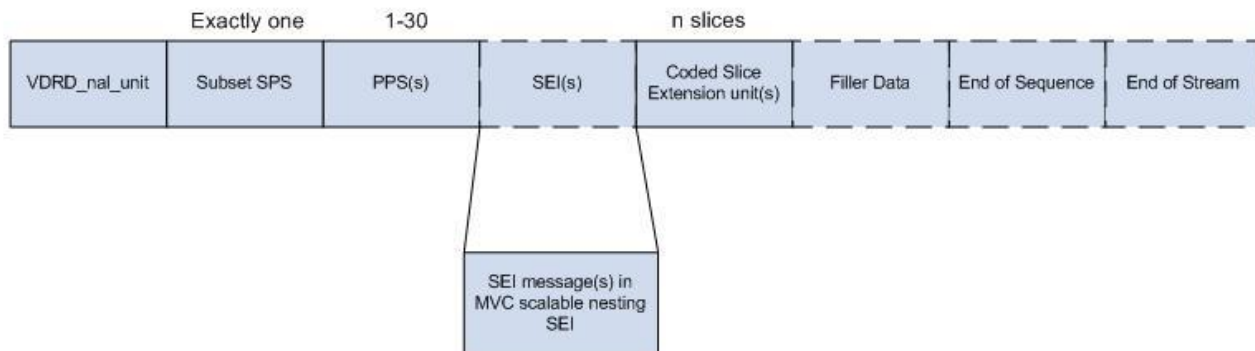 Exactly one
1-30
n slices
VDRD_nal_unit
Subset SPS
PPS(s)
SEI(s)
Coded Slice
Extension unit(s)
Filler Data
End of Sequence
End of Stream
SEI message(s) in
MVC scalable nesting
SEI